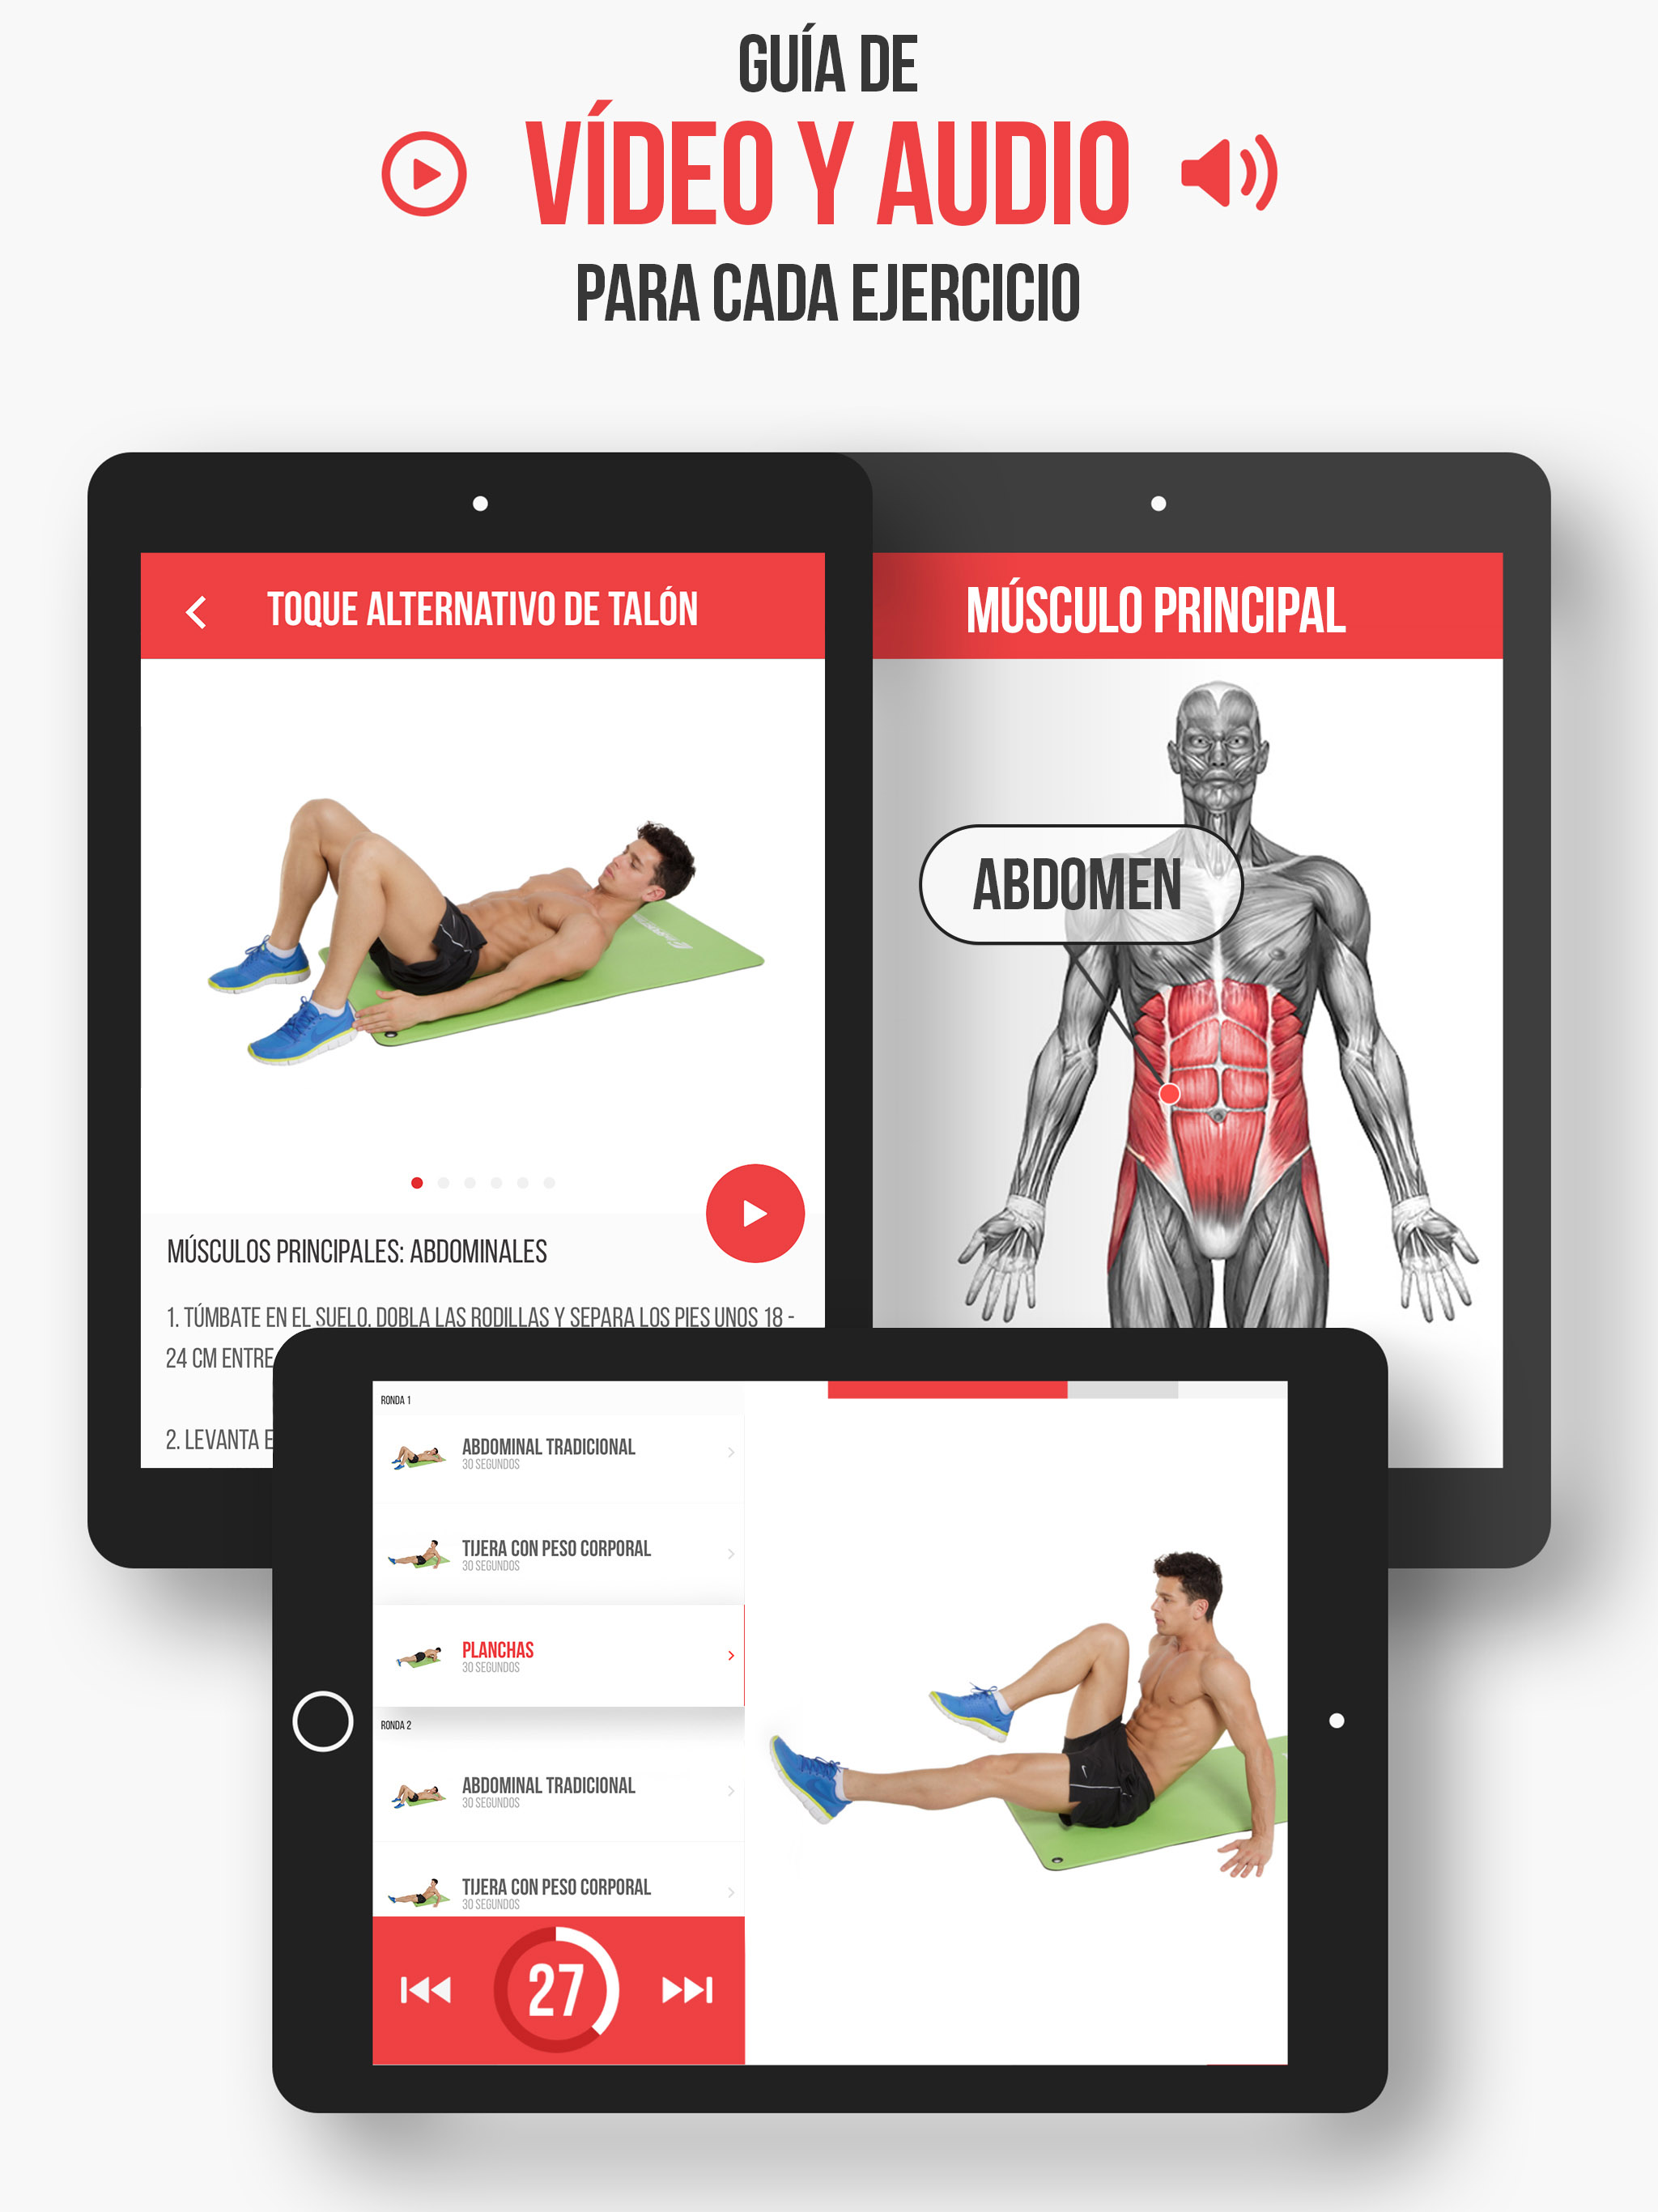 GUÍA DE
VÍDEO Y AUDIO
PARA CADA EJERCICIO
TOQUE ALTERNATIVO DE TALÓN
MÚSCULO PRINCIPAL
ABDOMEN
MÚSCULOS PRINCIPALES: ABDOMINALES
1. TÚMBATE EN EL SUELO, DOBLA LAS RODILLAS Y SEPARA LOS PIES UNOS 18 -
24 CM ENTRE
2. LEVANTA E
RONDA 1
ABDOMINAL TRADICIONAL
30 SEGUNDOS
TIJERA CON PESO CORPORAL
30 SEGUNDOS
PLANCHAS
30 SEGUNDOS
RONDA 2
ABDOMINAL TRADICIONAL
30 SEGUNDOS
TIJERA CON PESO CORPORAL
30 SEGUNDOS
27